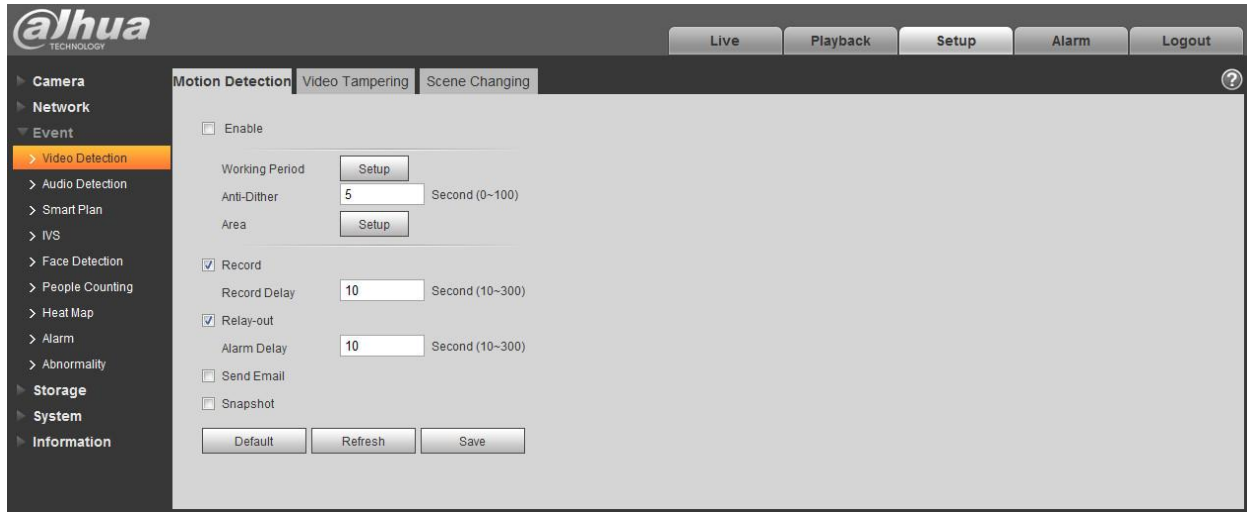 alhua
TECHNOLOGY
Live Playback Setup Alarm Logout
Camera
Network
Event
Video Detection
Audio Detection
Smart Plan
IVS
Face Detection
People Counting
Heat Map
Alarm
Abnormality
Storage
System
Information
Motion Detection Video Tampering Scene Changing ?
Enable
Working Period Setup
Anti-Dither 5 Second (0~100)
Area Setup
Record
Record Delay 10 Second (10~300)
Relay-out
Alarm Delay 10 Second (10~300)
Send Email
Snapshot
Default Refresh Save